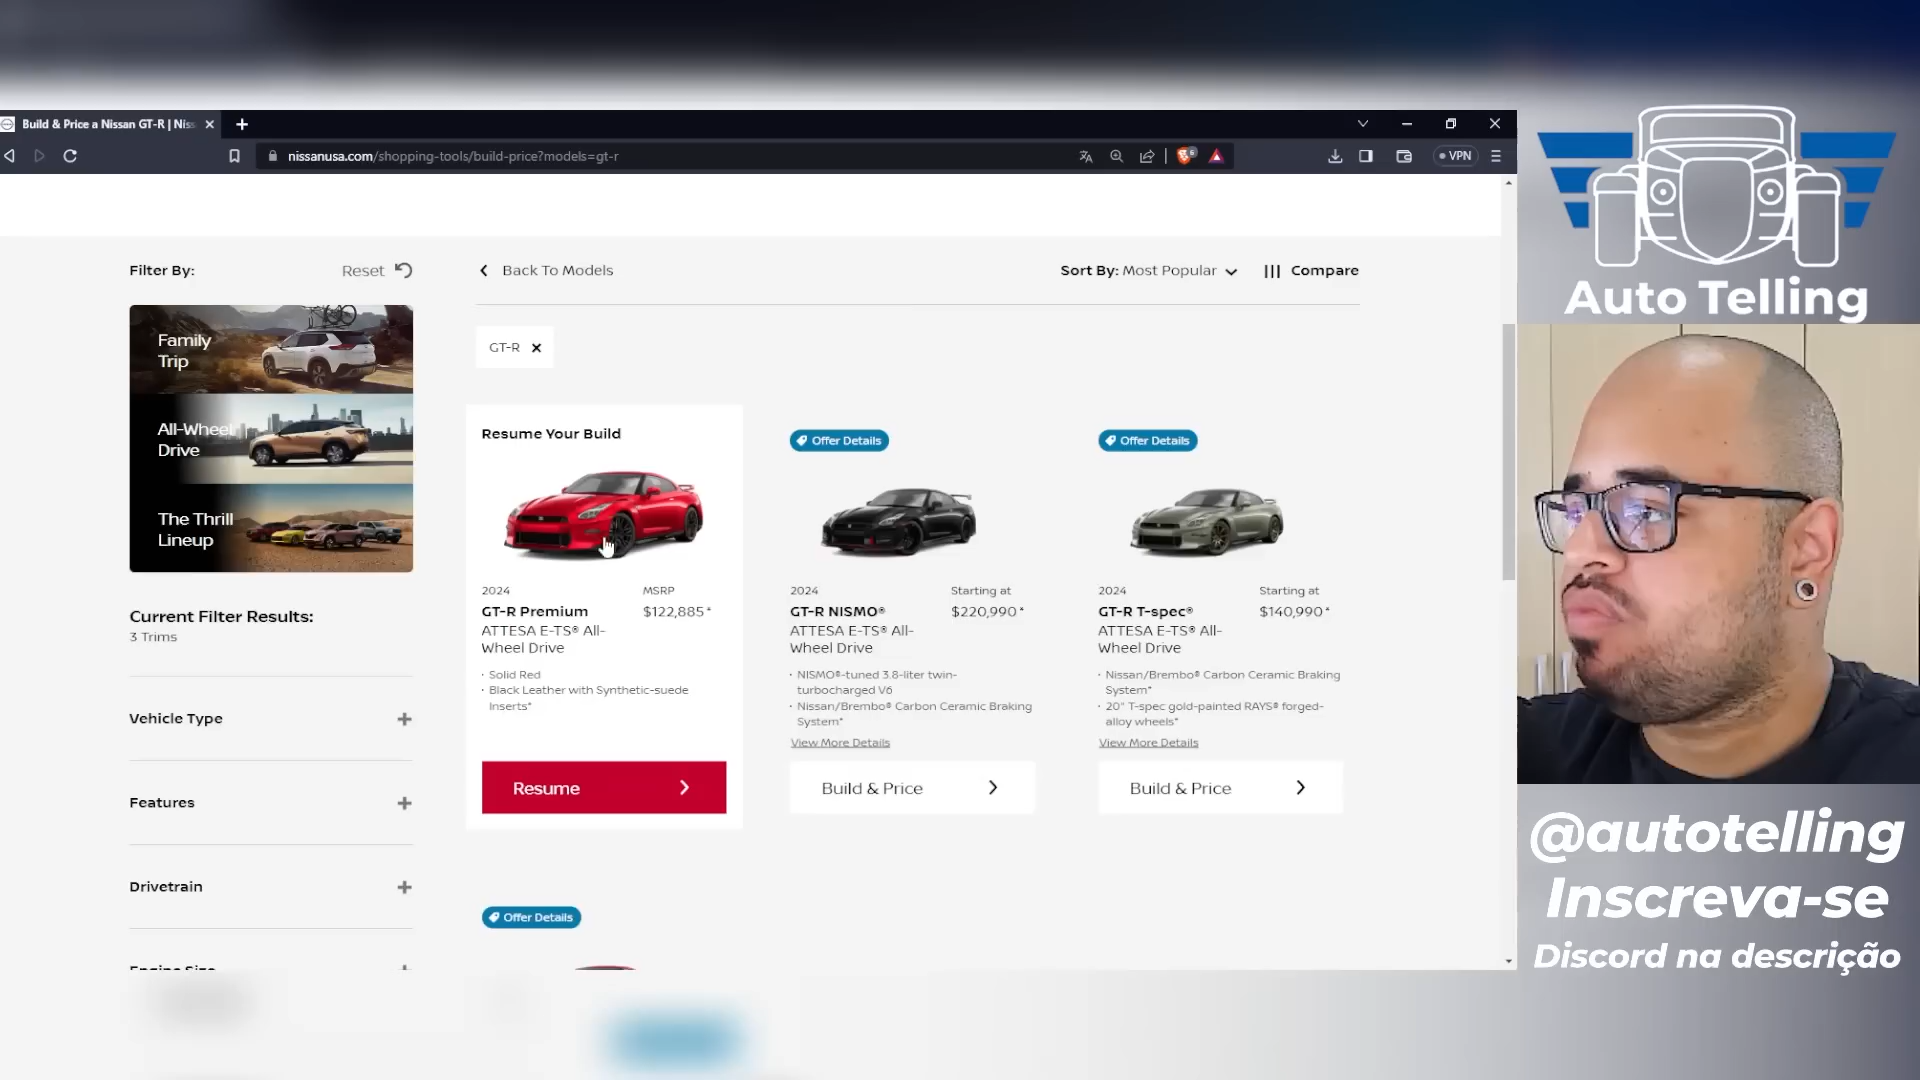 Build & Price a Nissan GT-R | Nis
nissanusa.com/shopping-tools/build-price?models=gt-r
VPN
Auto Telling
Filter By:
Reset
Back To Models
Sort By: Most Popular
Compare
Family
Trip
All-Wheel
Drive
The Thrill
Lineup
GT-R
Current Filter Results:
3 Trims
Vehicle Type
Features
Drivetrain
Engine Size
Resume Your Build
2024
MSRP
GT-R Premium
$122,885*
ATTESA E-TS® All-
Wheel Drive
· Solid Red
· Black Leather with Synthetic-suede
Inserts*
Resume
Offer Details
2024
Starting at
GT-R NISMO®
$220,990*
ATTESA E-TS® All-
Wheel Drive
· NISMO®-tuned 3.8-liter twin-
turbocharged V6
· Nissan/Brembo® Carbon Ceramic Braking
System*
View More Details
Build & Price
Offer Details
2024
Starting at
GT-R T-spec®
$140,990*
ATTESA E-TS® All-
Wheel Drive
· Nissan/Brembo® Carbon Ceramic Braking
System*
· 20" T-spec gold-painted RAYS® forged-
alloy wheels*
View More Details
Build & Price
Offer Details
@autotelling
Inscreva-se
Discord na descrição